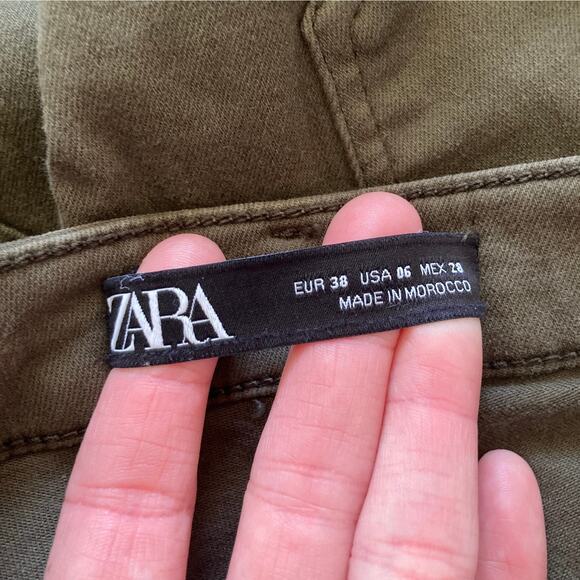 ZARA
EUR 38 USA 06 MEX 28
MADE IN MOROCCO